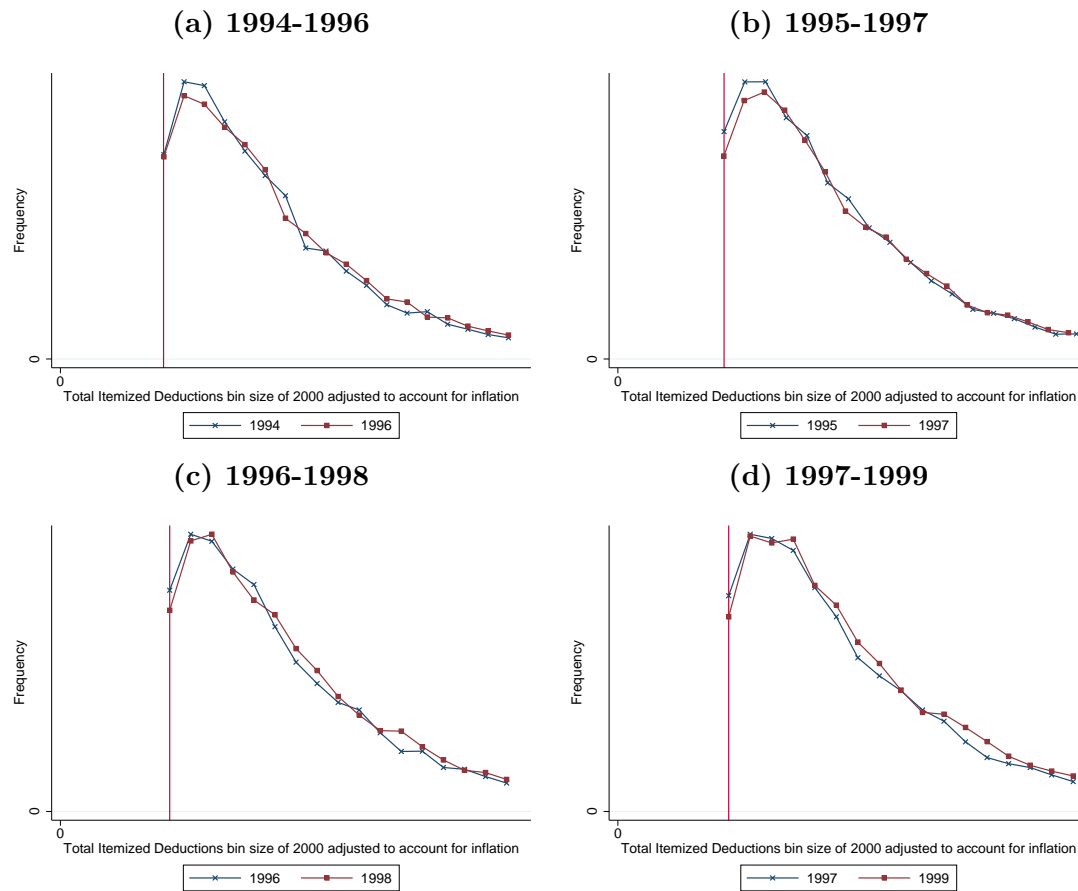 (a) 1994-1996
Frequency
0
0
Total Itemized Deductions bin size of 2000 adjusted to account for inflation
1994 1996
(b) 1995-1997
Frequency
0
0
Total Itemized Deductions bin size of 2000 adjusted to account for inflation
1995 1997
(c) 1996-1998
Frequency
0
0
Total Itemized Deductions bin size of 2000 adjusted to account for inflation
1996 1998
(d) 1997-1999
Frequency
0
0
Total Itemized Deductions bin size of 2000 adjusted to account for inflation
1997 1999